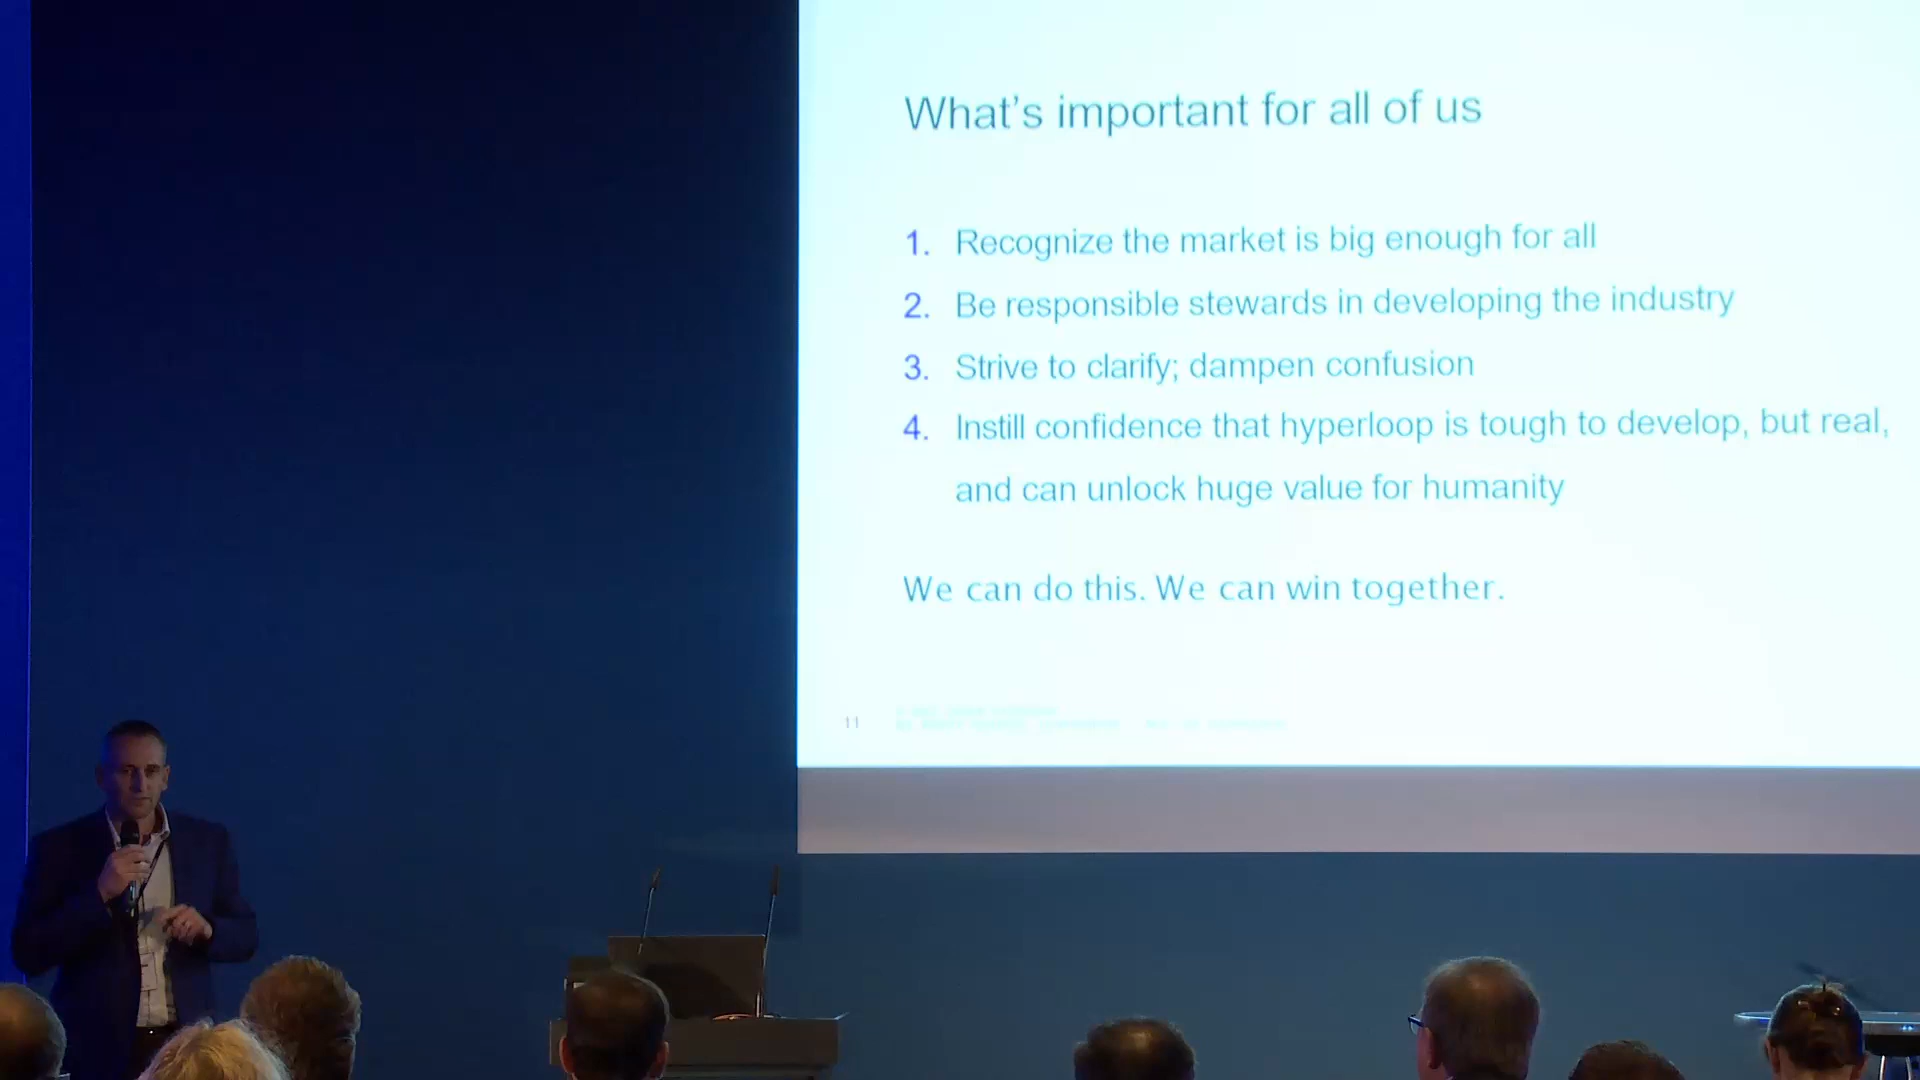 What's important for all of us
1. Recognize the market is big enough for all
2. Be responsible stewards in developing the industry
3. Strive to clarify; dampen confusion
4. Instill confidence that hyperloop is tough to develop, but real,
and can unlock huge value for humanity
We can do this. We can win together.
11